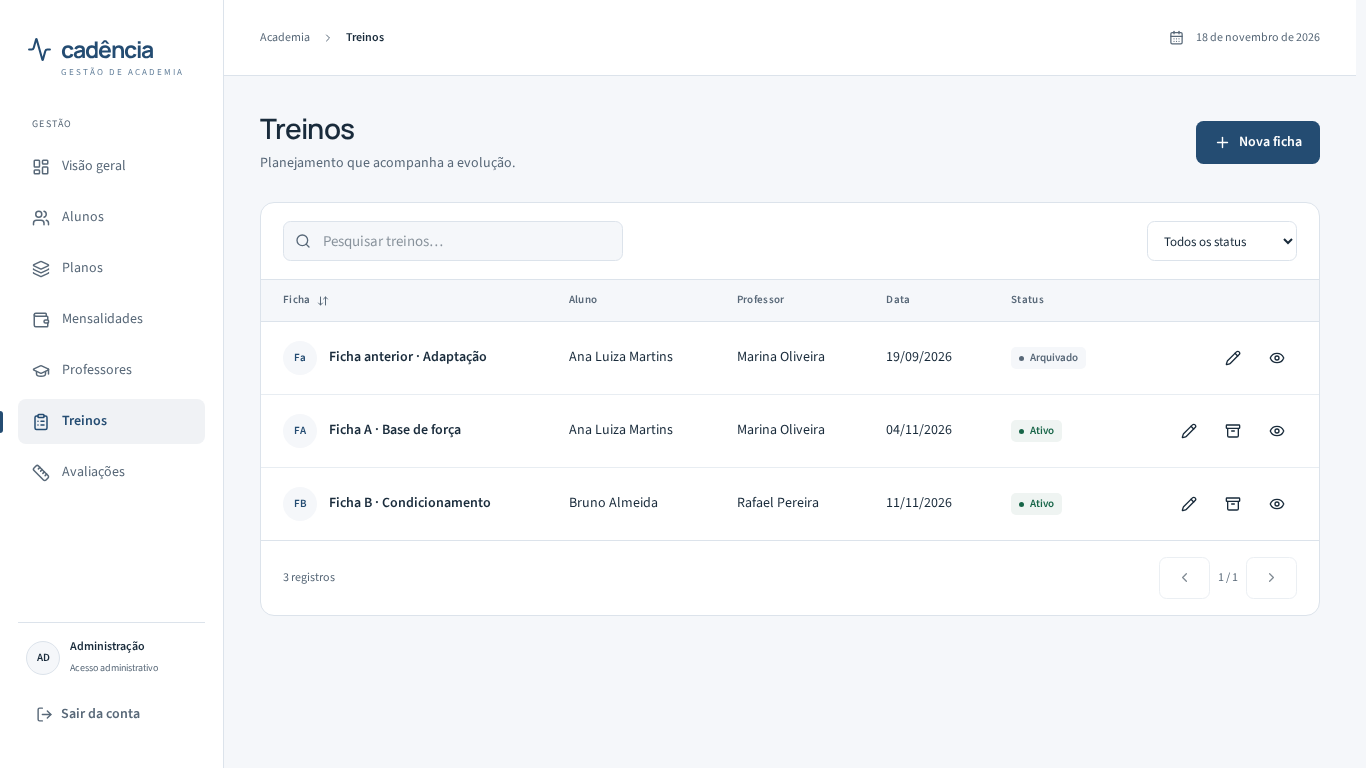 cadência
GESTÃO DE ACADEMIA
GESTÃO
Visão geral
Alunos
Planos
Mensalidades
Professores
Treinos
Avaliações
AD
Administração
Acesso administrativo
Sair da conta
Academia
Treinos
18 de novembro de 2026
Treinos
Planejamento que acompanha a evolução.
Nova ficha
Pesquisar treinos…
Todos os status
Ficha Aluno Professor Data Status
Fa Ficha anterior · Adaptação Ana Luiza Martins Marina Oliveira 19/09/2026 Arquivado
FA Ficha A · Base de força Ana Luiza Martins Marina Oliveira 04/11/2026 Ativo
FB Ficha B · Condicionamento Bruno Almeida Rafael Pereira 11/11/2026 Ativo
3 registros
1 / 1